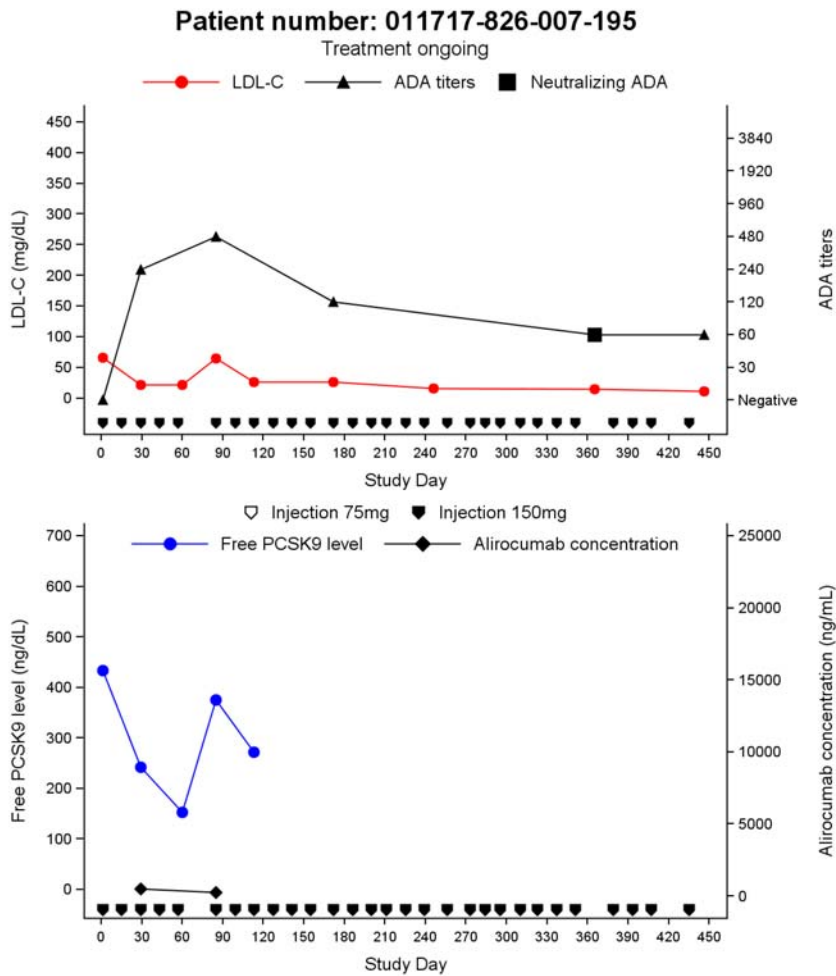 Patient number: 011717-826-007-195
Treatment ongoing
LDL-C ADA titers Neutralizing ADA
LDL-C (mg/dL)
450
400
350
300
250
200
150
100
50
0
ADA titers
3840
1920
960
480
240
120
60
30
Negative
0 30 60 90 120 150 180 210 240 270 300 330 360 390 420 450
Study Day
Injection 75mg Injection 150mg
Free PCSK9 level Alirocumab concentration
Free PCSK9 level (ng/dL)
700
600
500
400
300
200
100
0
Alirocumab concentration (ng/mL)
25000
20000
15000
10000
5000
0
0 30 60 90 120 150 180 210 240 270 300 330 360 390 420 450
Study Day